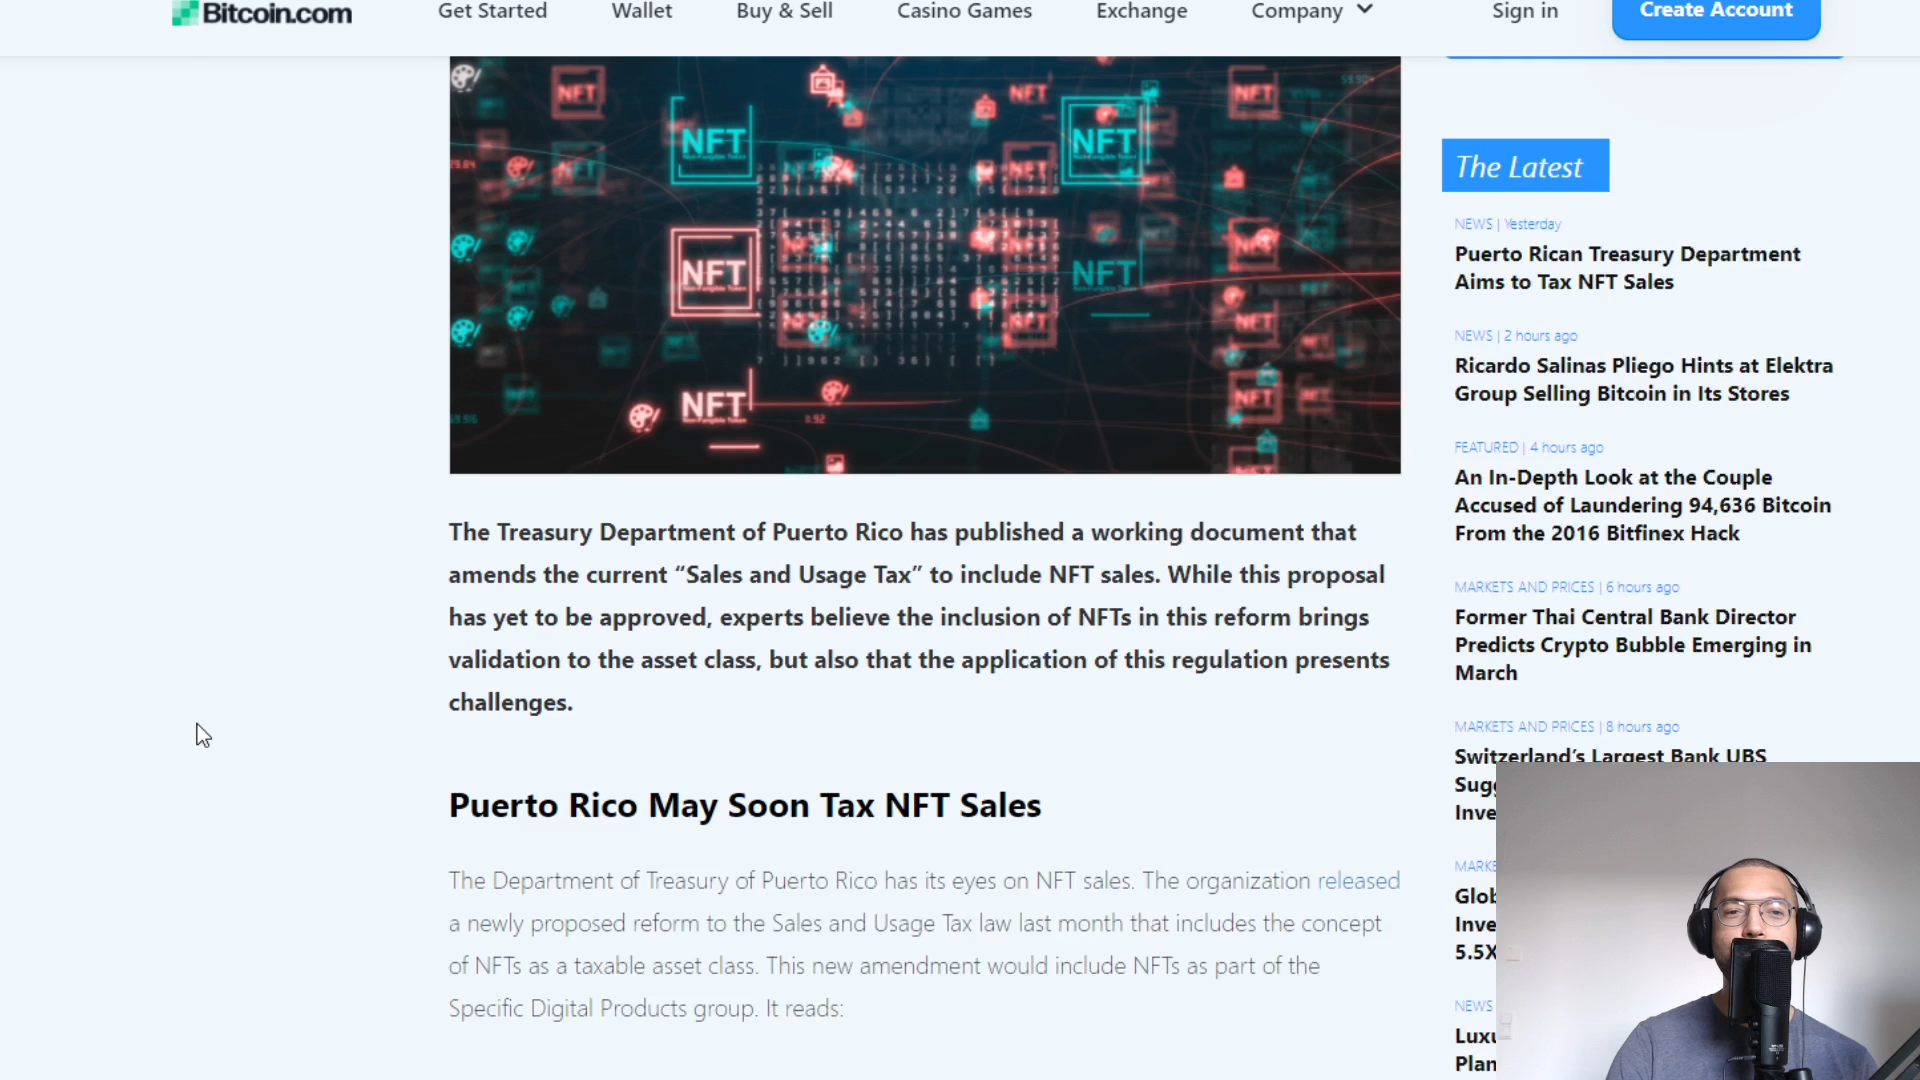 Bitcoin.com
Get Started
Wallet
Buy & Sell
Casino Games
Exchange
Company
Sign in
Create Account
NFT
NFT
NFT
NFT
NFT
The Treasury Department of Puerto Rico has published a working document that
amends the current “Sales and Usage Tax” to include NFT sales. While this proposal
has yet to be approved, experts believe the inclusion of NFTs in this reform brings
validation to the asset class, but also that the application of this regulation presents
challenges.
Puerto Rico May Soon Tax NFT Sales
The Department of Treasury of Puerto Rico has its eyes on NFT sales. The organization released
a newly proposed reform to the Sales and Usage Tax law last month that includes the concept
of NFTs as a taxable asset class. This new amendment would include NFTs as part of the
Specific Digital Products group. It reads:
The Latest
NEWS | Yesterday
Puerto Rican Treasury Department
Aims to Tax NFT Sales
NEWS | 2 hours ago
Ricardo Salinas Pliego Hints at Elektra
Group Selling Bitcoin in Its Stores
FEATURED | 4 hours ago
An In-Depth Look at the Couple
Accused of Laundering 94,636 Bitcoin
From the 2016 Bitfinex Hack
MARKETS AND PRICES | 6 hours ago
Former Thai Central Bank Director
Predicts Crypto Bubble Emerging in
March
MARKETS AND PRICES | 8 hours ago
Switzerland’s Largest Bank UBS
5.5X
NEWS